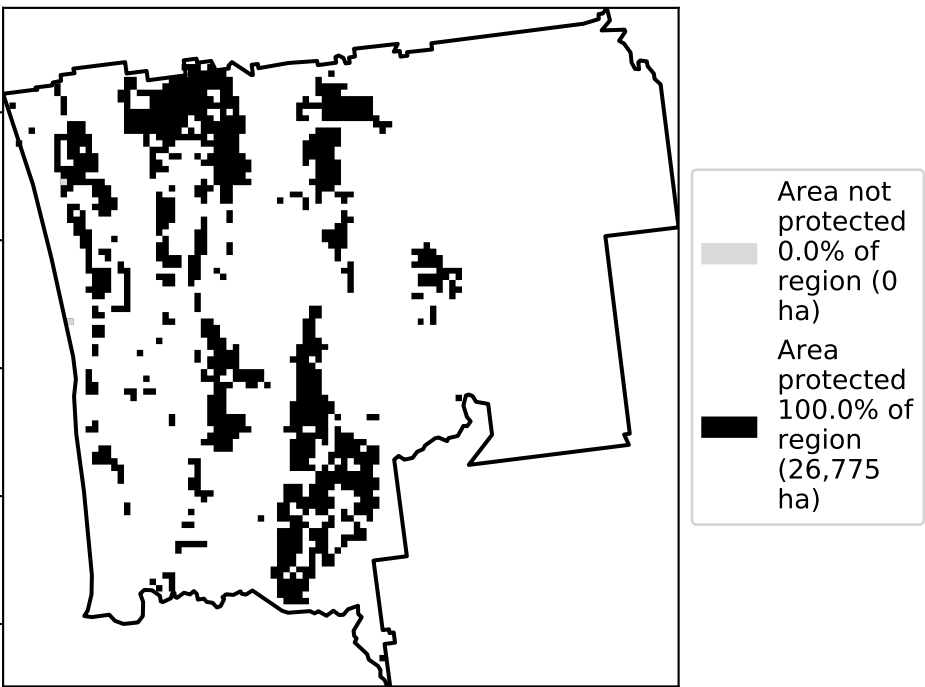 Area not
protected
0.0% of
region (0
ha)
Area
protected
100.0% of
region
(26,775
ha)